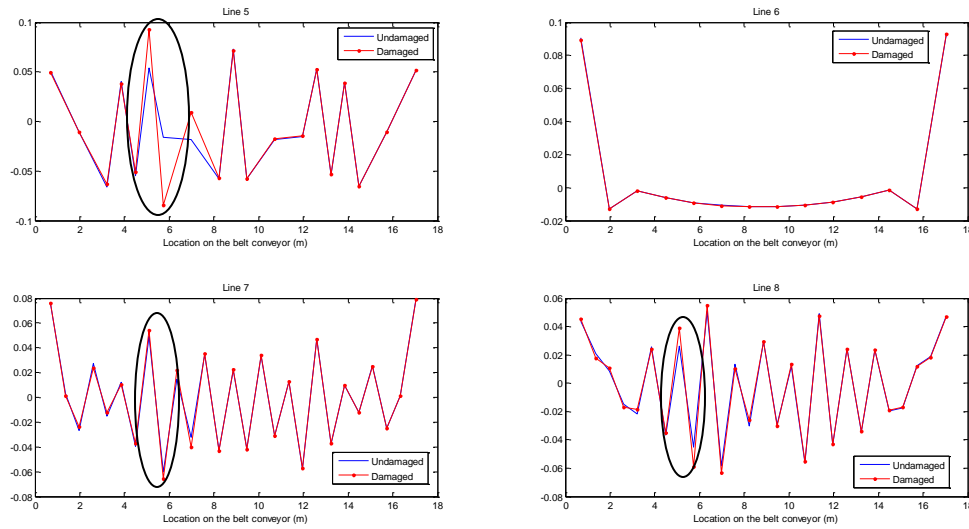 Line 5
0.1
0.05
0
-0.05
-0.1
Undamaged
Damaged
0 2 4 6 8 10 12 14 16 18
Location on the belt conveyor (m)
Line 6
0.1
0.08
0.06
0.04
0.02
0
-0.02
Undamaged
Damaged
0 2 4 6 8 10 12 14 16 18
Location on the belt conveyor (m)
Line 7
0.08
0.06
0.04
0.02
0
-0.02
-0.04
-0.06
-0.08
Undamaged
Damaged
0 2 4 6 8 10 12 14 16 18
Location on the belt conveyor (m)
Line 8
0.06
0.04
0.02
0
-0.02
-0.04
-0.06
-0.08
Undamaged
Damaged
0 2 4 6 8 10 12 14 16 18
Location on the belt conveyor (m)